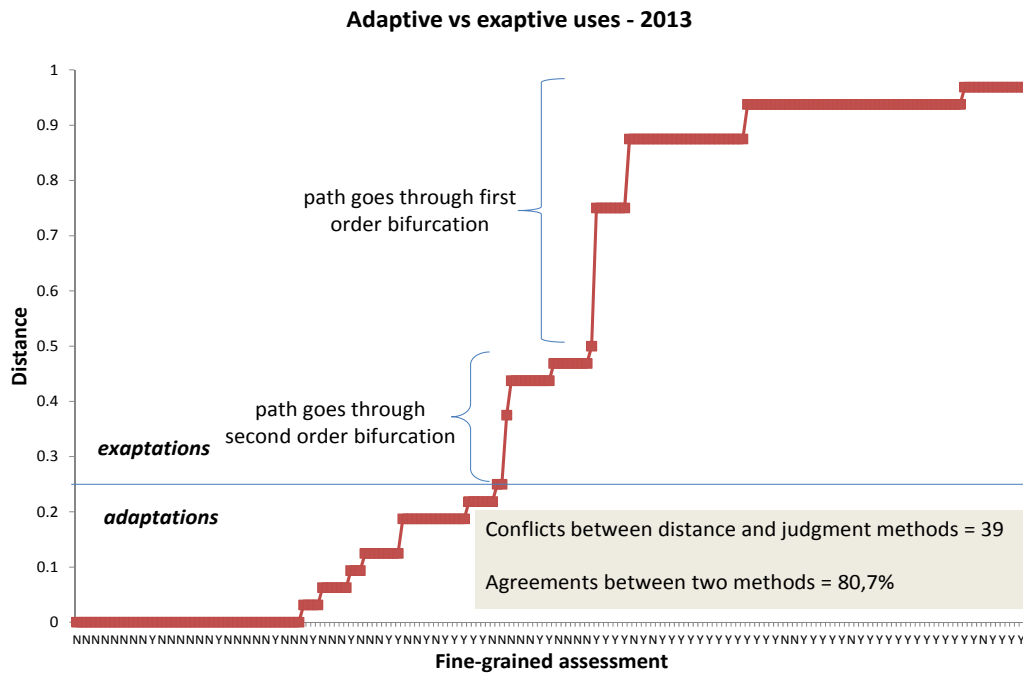 Adaptive vs exaptive uses - 2013
1
0.9
0.8
path goes through first
order bifurcation
0.7
0.6
Distance
0.5
0.4
path goes through
second order bifurcation
exaptations
0.3
0.2
adaptations
Conflicts between distance and judgment methods = 39
0.1
Agreements between two methods = 80,7%
0
Fine-grained assessment